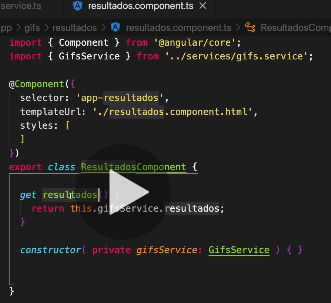 service.ts
resultados.component.ts
pp > gifs > resultados > resultados.component.ts > ResultadosCom
import { Component } from '@angular/core';
import { GifsService } from '../services/gifs.service';
@Component({
selector: 'app-resultados',
templateUrl: './resultados.component.html',
styles: [
]
})
export class ResultadosComponent {
get resultados() {
return this.gifsService.resultados;
}
constructor( private gifsService: GifsService ) { }
}